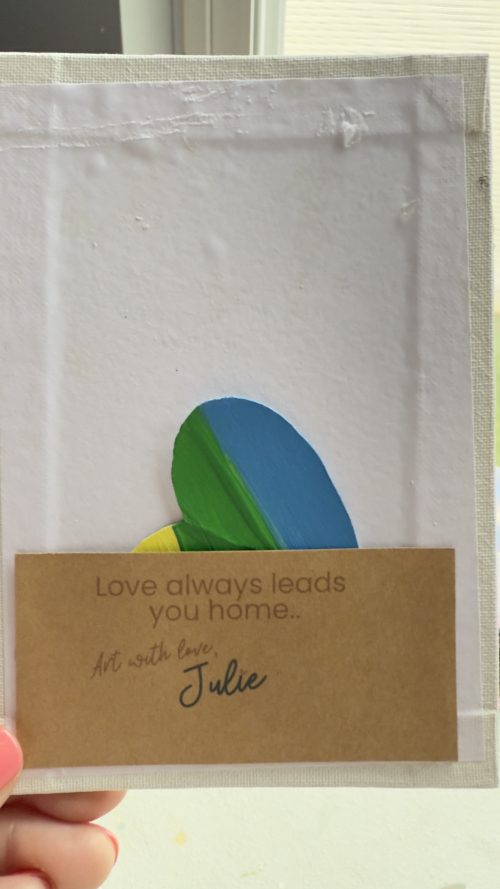 Love always leads
you home..
Art with love,
Julie